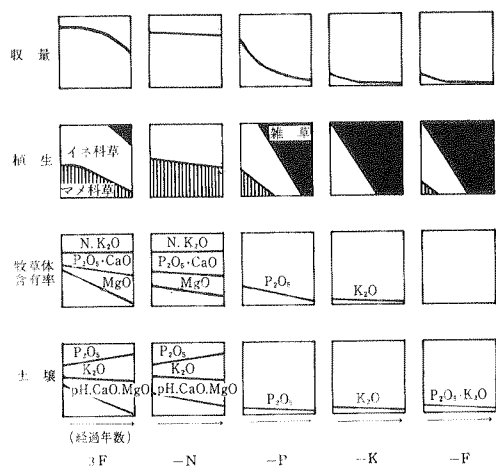 収量
植生
イネ科草
マメ科草
雑草
牧草体
含有率
N. K₂O
P₂O₅・CaO
MgO
N. K₂O
P₂O₅・CaO
MgO
P₂O₅
K₂O
土壌
P₂O₅
K₂O
pH.CaO.MgO
P₂O₅
K₂O
pH.CaO.MgO
P₂O₅
K₂O
P₂O₅・K₂O
(経過年数)
3F
−N
−P
−K
−F